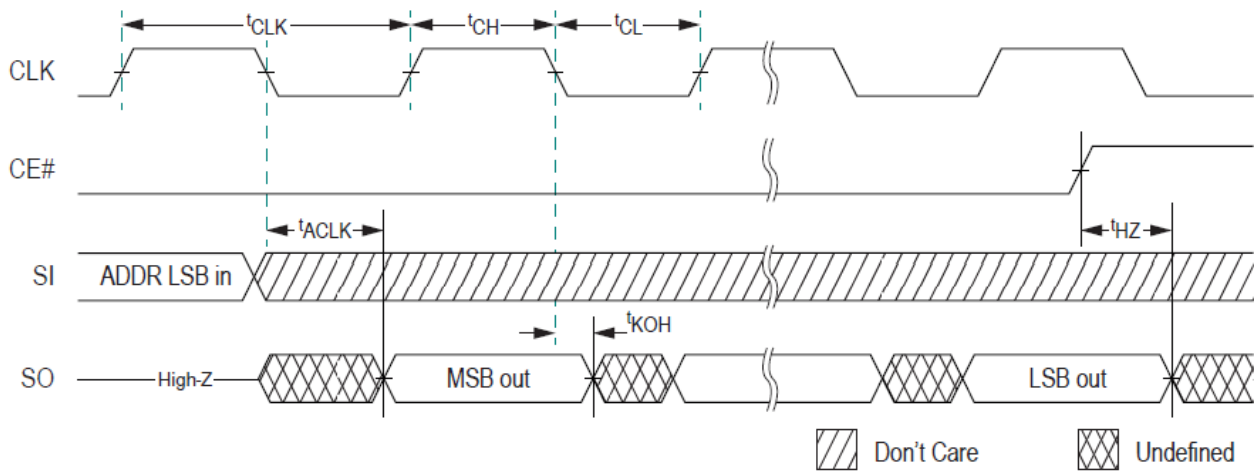 tCLK tCH tCL
CLK
CE#
tACLK tHZ
SI ADDR LSB in
tKOH
SO High-Z MSB out LSB out
Don't Care Undefined